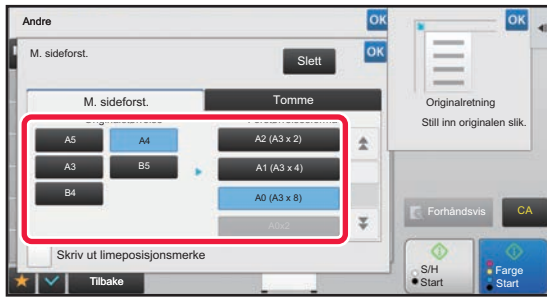 Andre
OK
OK
M. sideforst.
Slett
OK
M. sideforst.
Tomme
Originalretning
Still inn originalen slik.
A5
A4
A2 (A3 x 2)
A3
B5
A1 (A3 x 4)
B4
A0 (A3 x 8)
A0x2
Forhåndsvis
CA
Skriv ut limeposisjonsmerke
Tilbake
S/H
Start
Farge
Start